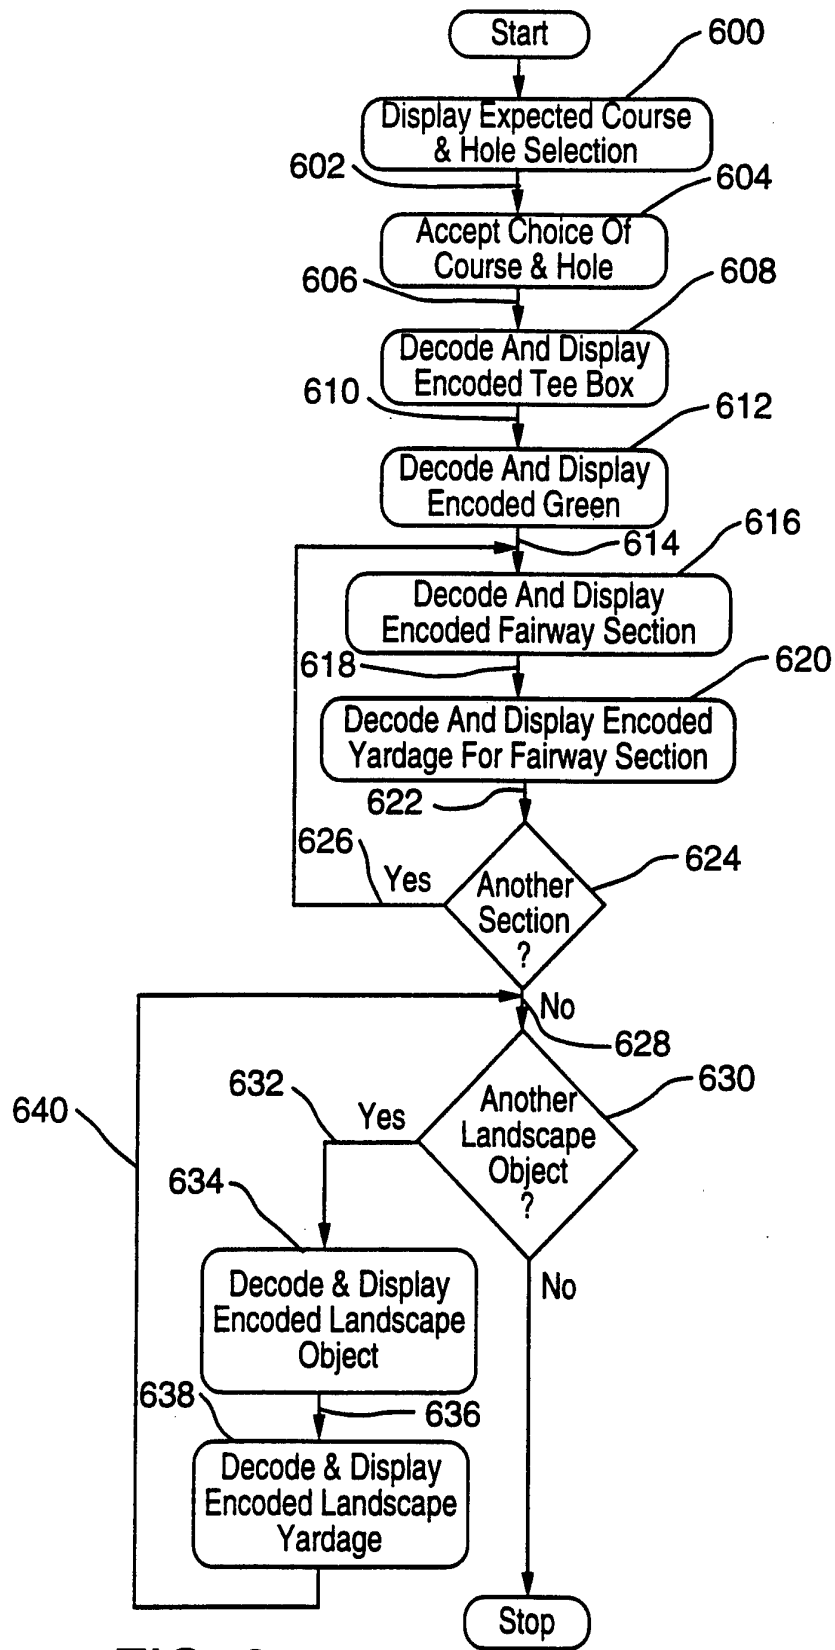 Start
600
Display Expected Course
& Hole Selection
602
604
Accept Choice Of
Course & Hole
606
608
Decode And Display
Encoded Tee Box
610
612
Decode And Display
Encoded Green
614
616
Decode And Display
Encoded Fairway Section
618
620
Decode And Display Encoded
Yardage For Fairway Section
622
626
Yes
624
Another
Section
?
No
628
630
632
Yes
640
Another
Landscape
Object
?
634
No
Decode & Display
Encoded Landscape
Object
638
636
Decode & Display
Encoded Landscape
Yardage
Stop